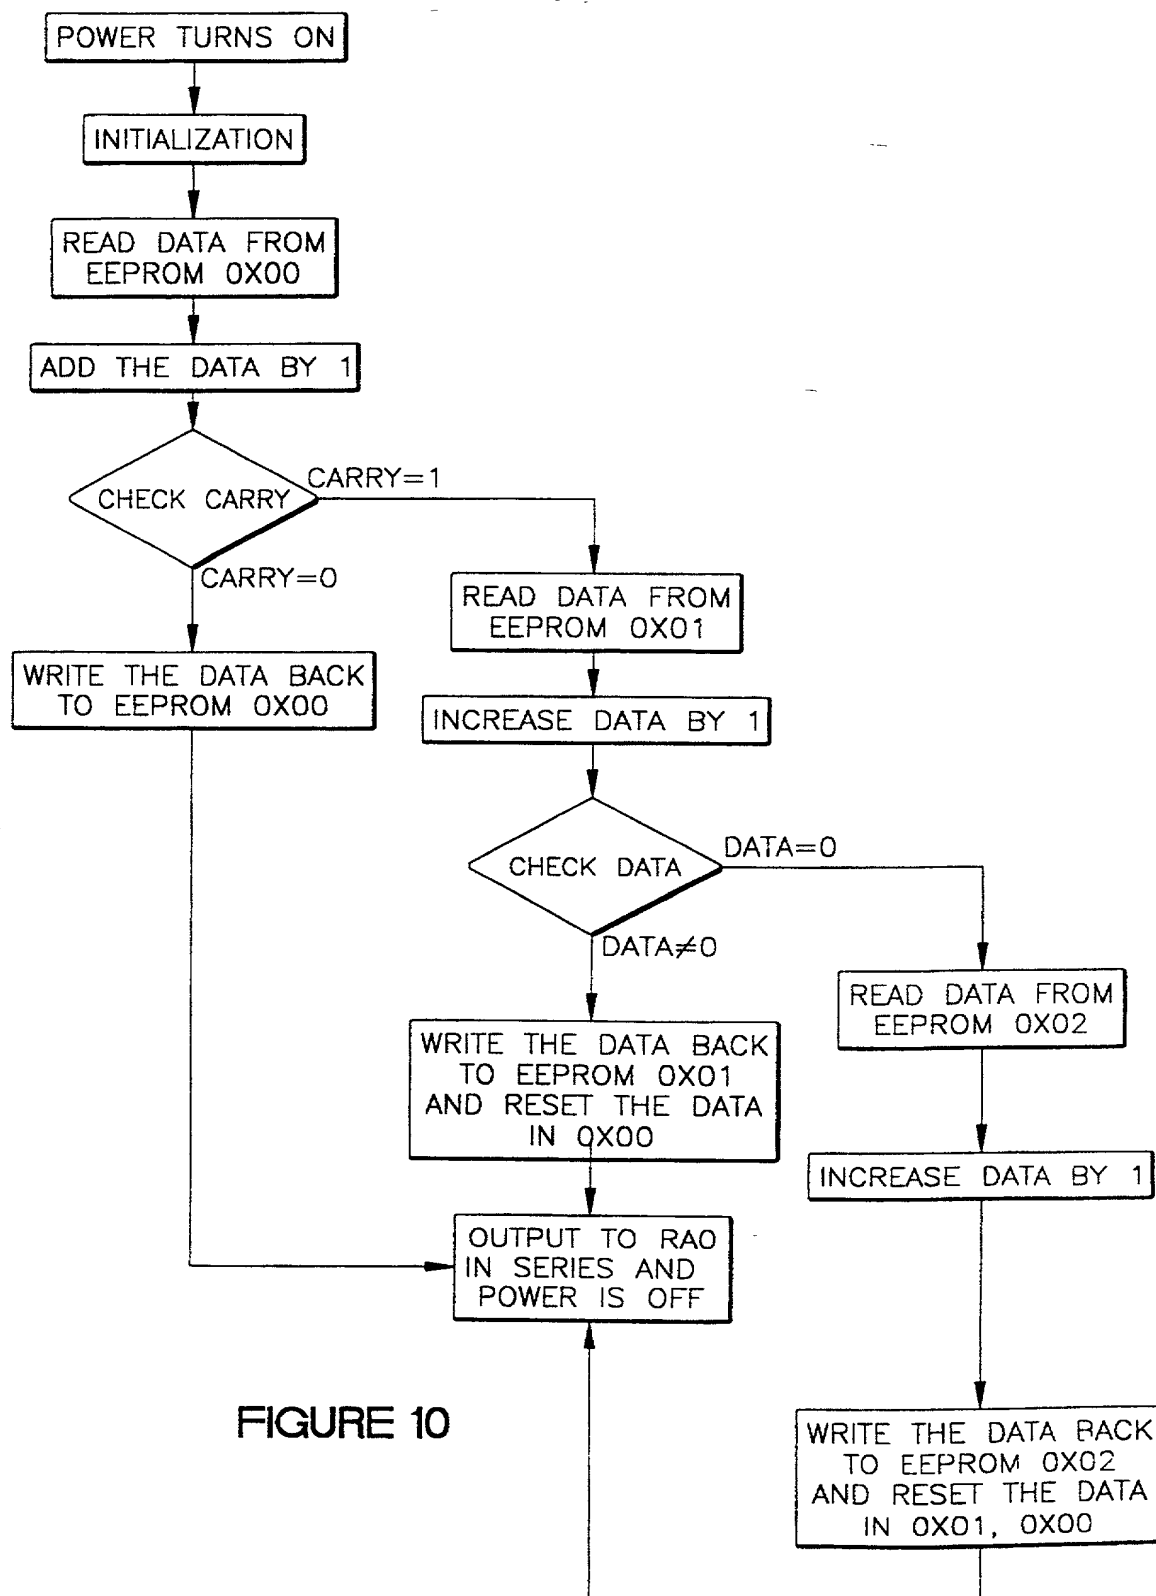 POWER TURNS ON
INITIALIZATION
READ DATA FROM
EEPROM 0X00
ADD THE DATA BY 1
CHECK CARRY
CARRY=1
CARRY=0
WRITE THE DATA BACK
TO EEPROM 0X00
READ DATA FROM
EEPROM 0X01
INCREASE DATA BY 1
CHECK DATA
DATA=0
DATA≠0
WRITE THE DATA BACK
TO EEPROM 0X01
AND RESET THE DATA
IN 0X00
READ DATA FROM
EEPROM 0X02
INCREASE DATA BY 1
OUTPUT TO RA0
IN SERIES AND
POWER IS OFF
WRITE THE DATA BACK
TO EEPROM 0X02
AND RESET THE DATA
IN 0X01, 0X00
FIGURE 10